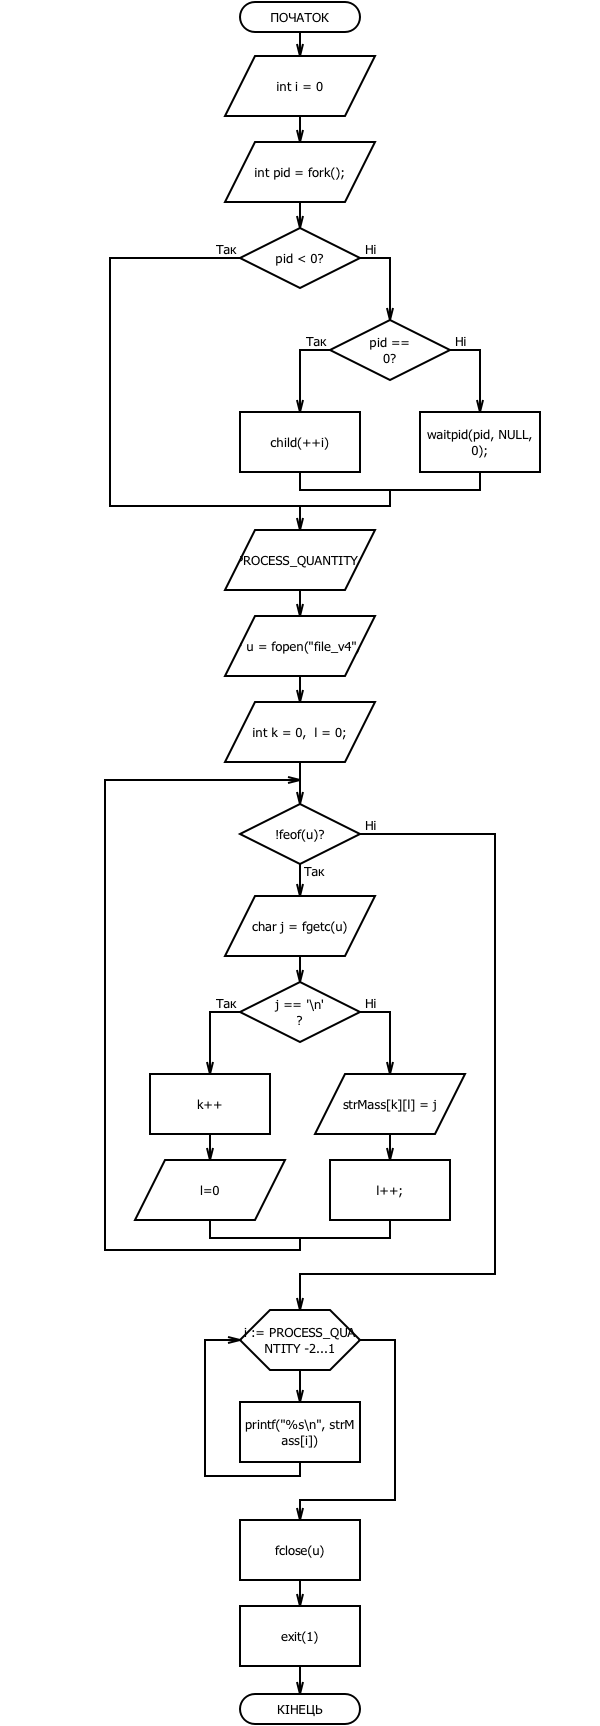 ПОЧАТОК
int i = 0
int pid = fork();
pid < 0?
Так
Ні
pid ==
0?
Так
Ні
child(++i)
waitpid(pid, NULL,
0);
PROCESS_QUANTITY
u = fopen("file_v4"
int k = 0,  l = 0;
!feof(u)?
Ні
Так
char j = fgetc(u)
j == '\n'
?
Так
Ні
k++
strMass[k][l] = j
l=0
l++;
i := PROCESS_QUA
NTITY -2...1
printf("%s\n", strM
ass[i])
fclose(u)
exit(1)
КІНЕЦЬ